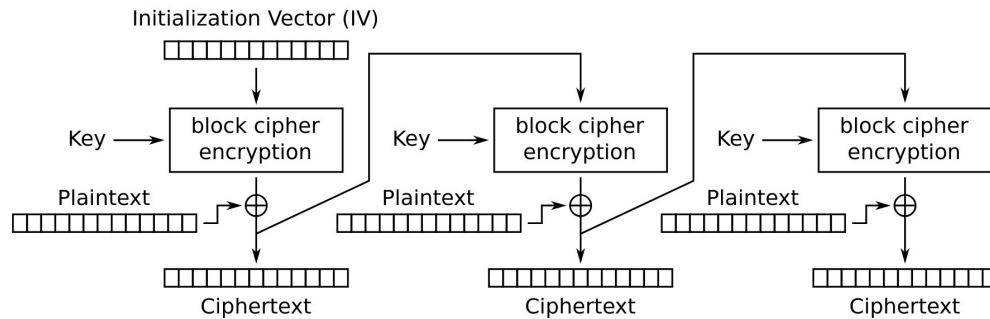 Initialization Vector (IV)
Key
block cipher
encryption
Key
block cipher
encryption
Key
block cipher
encryption
Plaintext
Plaintext
Plaintext
Ciphertext
Ciphertext
Ciphertext